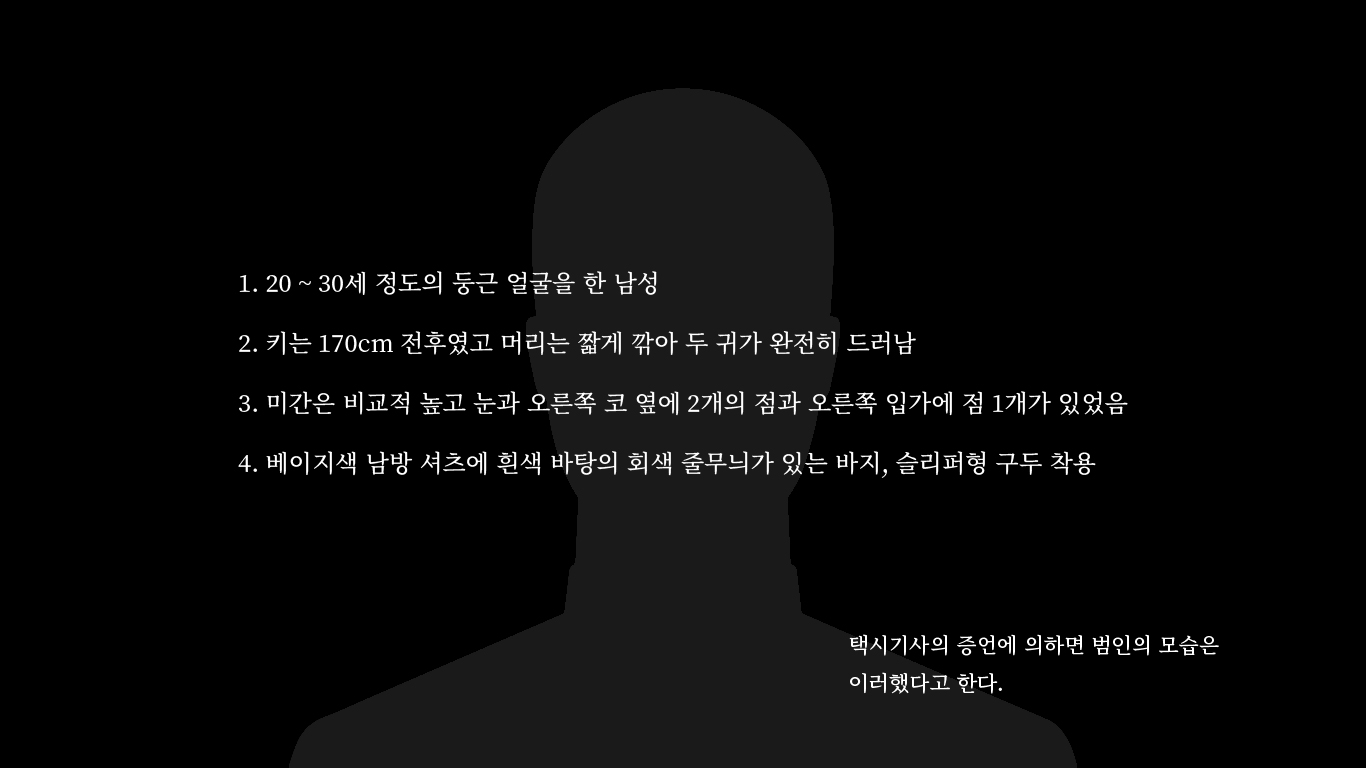 1. 20 ~ 30세 정도의 둥근 얼굴을 한 남성
2. 키는 170cm 전후였고 머리는 짧게 깎아 두 귀가 완전히 드러남
3. 미간은 비교적 높고 눈과 오른쪽 코 옆에 2개의 점과 오른쪽 입가에 점 1개가 있었음
4. 베이지색 남방 셔츠에 흰색 바탕의 회색 줄무늬가 있는 바지, 슬리퍼형 구두 착용
택시기사의 증언에 의하면 범인의 모습은
이러했다고 한다.